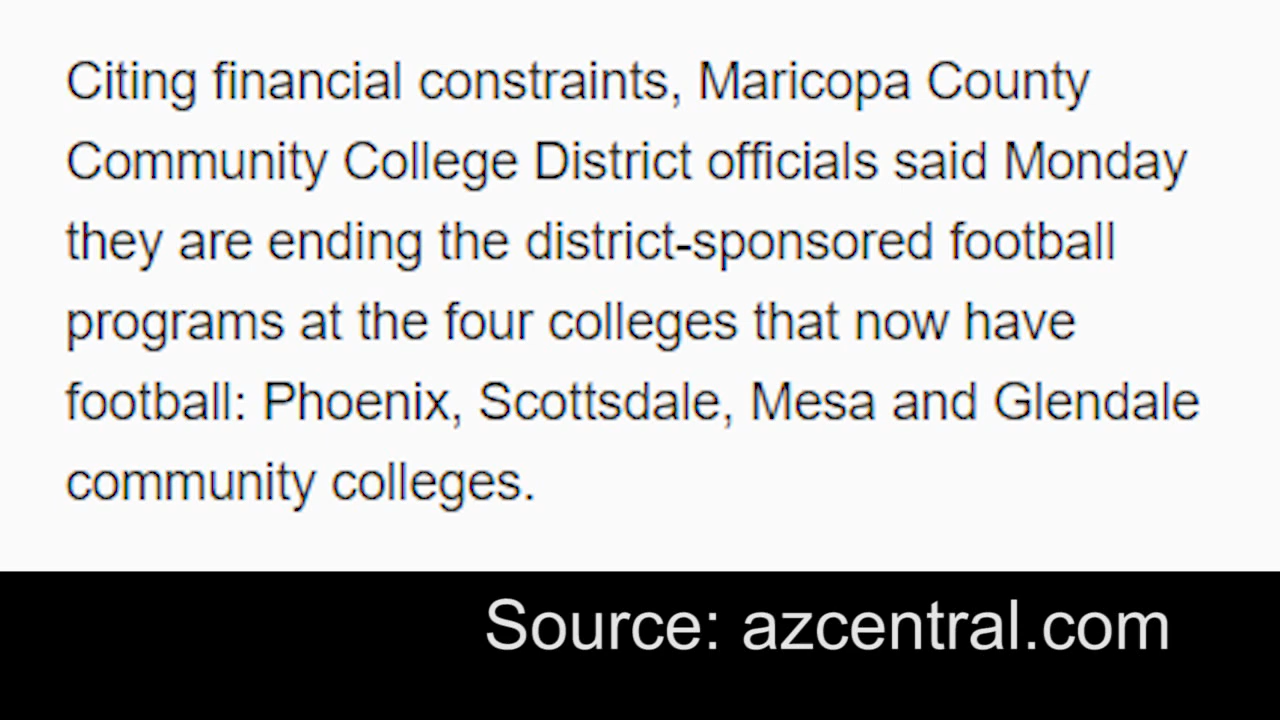 Citing financial constraints, Maricopa County
Community College District officials said Monday
they are ending the district-sponsored football
programs at the four colleges that now have
football: Phoenix, Scottsdale, Mesa and Glendale
community colleges.
Source: azcentral.com